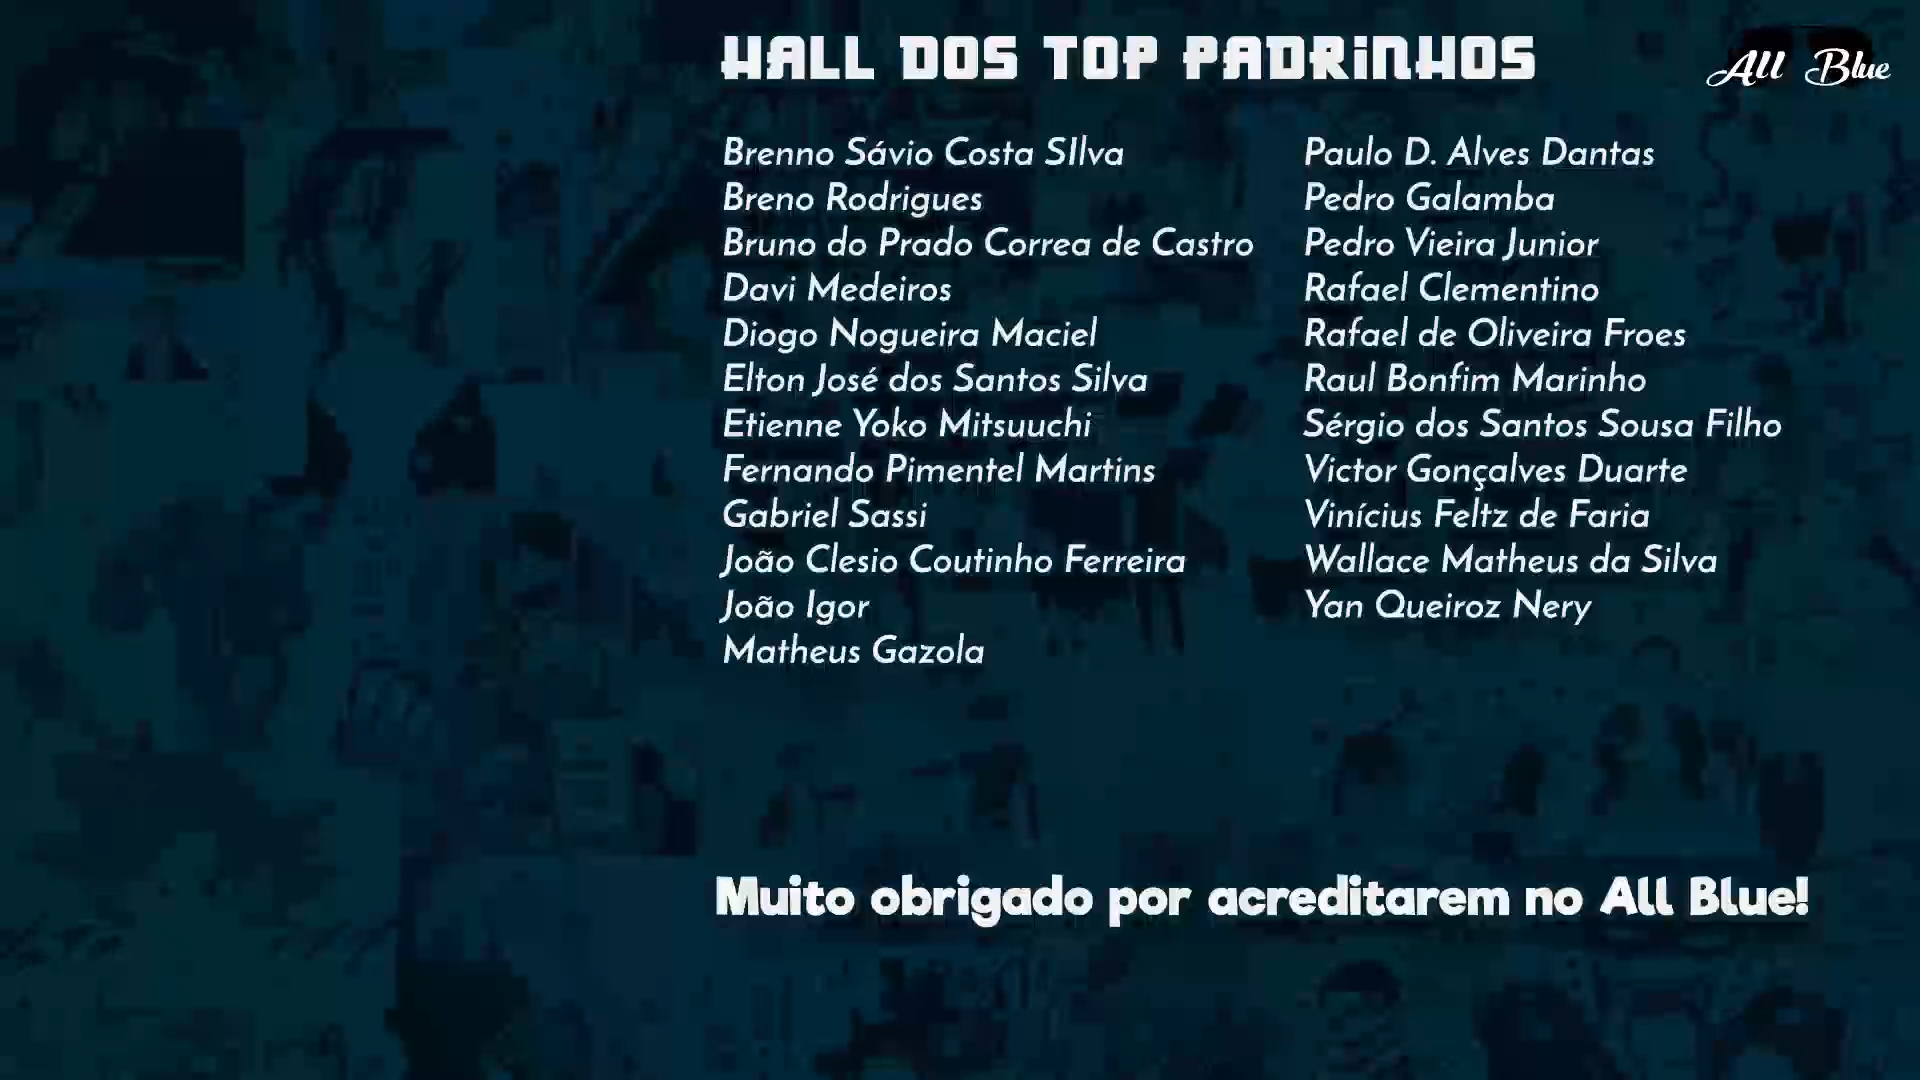 HALL DOS TOP PADRiNHOS
All Blue
Brenno Sávio Costa SIlva
Breno Rodrigues
Bruno do Prado Correa de Castro
Davi Medeiros
Diogo Nogueira Maciel
Elton José dos Santos Silva
Etienne Yoko Mitsuuchi
Fernando Pimentel Martins
Gabriel Sassi
João Clesio Coutinho Ferreira
João Igor
Matheus Gazola
Paulo D. Alves Dantas
Pedro Galamba
Pedro Vieira Junior
Rafael Clementino
Rafael de Oliveira Froes
Raul Bonfim Marinho
Sérgio dos Santos Sousa Filho
Victor Gonçalves Duarte
Vinícius Feltz de Faria
Wallace Matheus da Silva
Yan Queiroz Nery
Muito obrigado por acreditarem no All Blue!